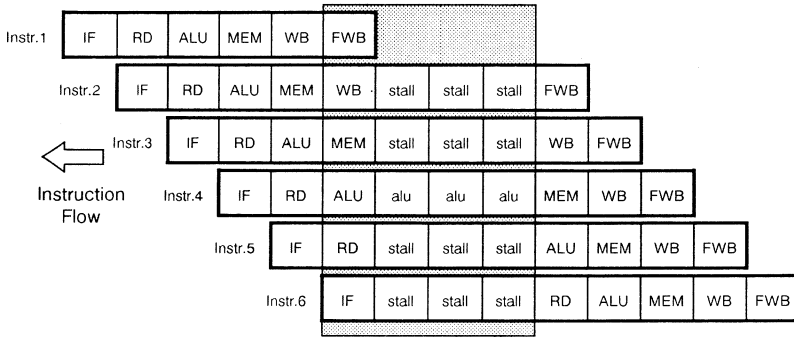 Instr.1 IF RD ALU MEM WB FWB
Instr.2 IF RD ALU MEM WB stall stall stall FWB
Instr.3 IF RD ALU MEM stall stall stall WB FWB
Instr.4 IF RD ALU alu alu alu MEM WB FWB
Instruction
Flow
Instr.5 IF RD stall stall stall ALU MEM WB FWB
Instr.6 IF stall stall stall RD ALU MEM WB FWB